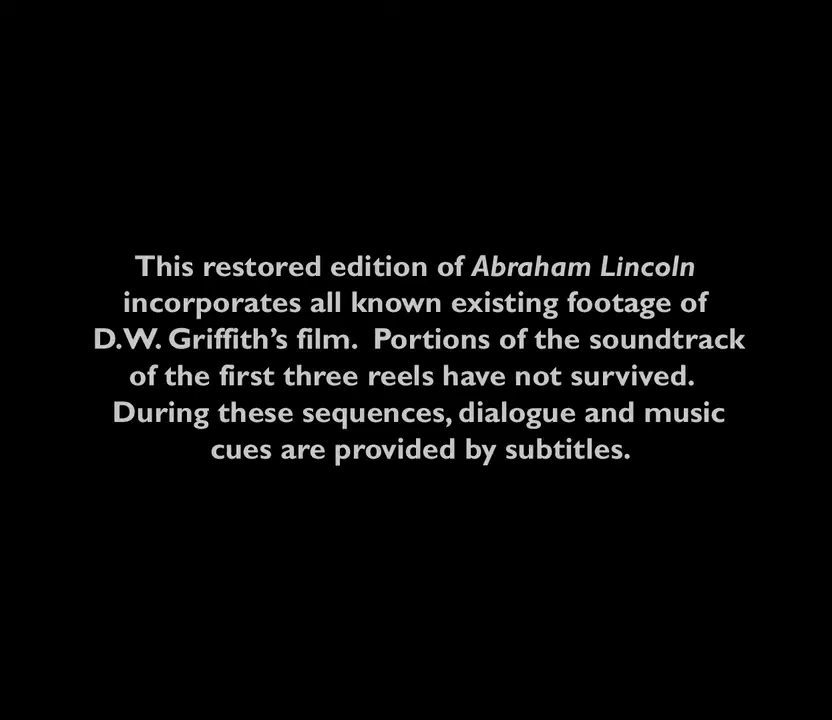 This restored edition of Abraham Lincoln
incorporates all known existing footage of
D.W. Griffith’s film.  Portions of the soundtrack
of the first three reels have not survived.
During these sequences, dialogue and music
cues are provided by subtitles.